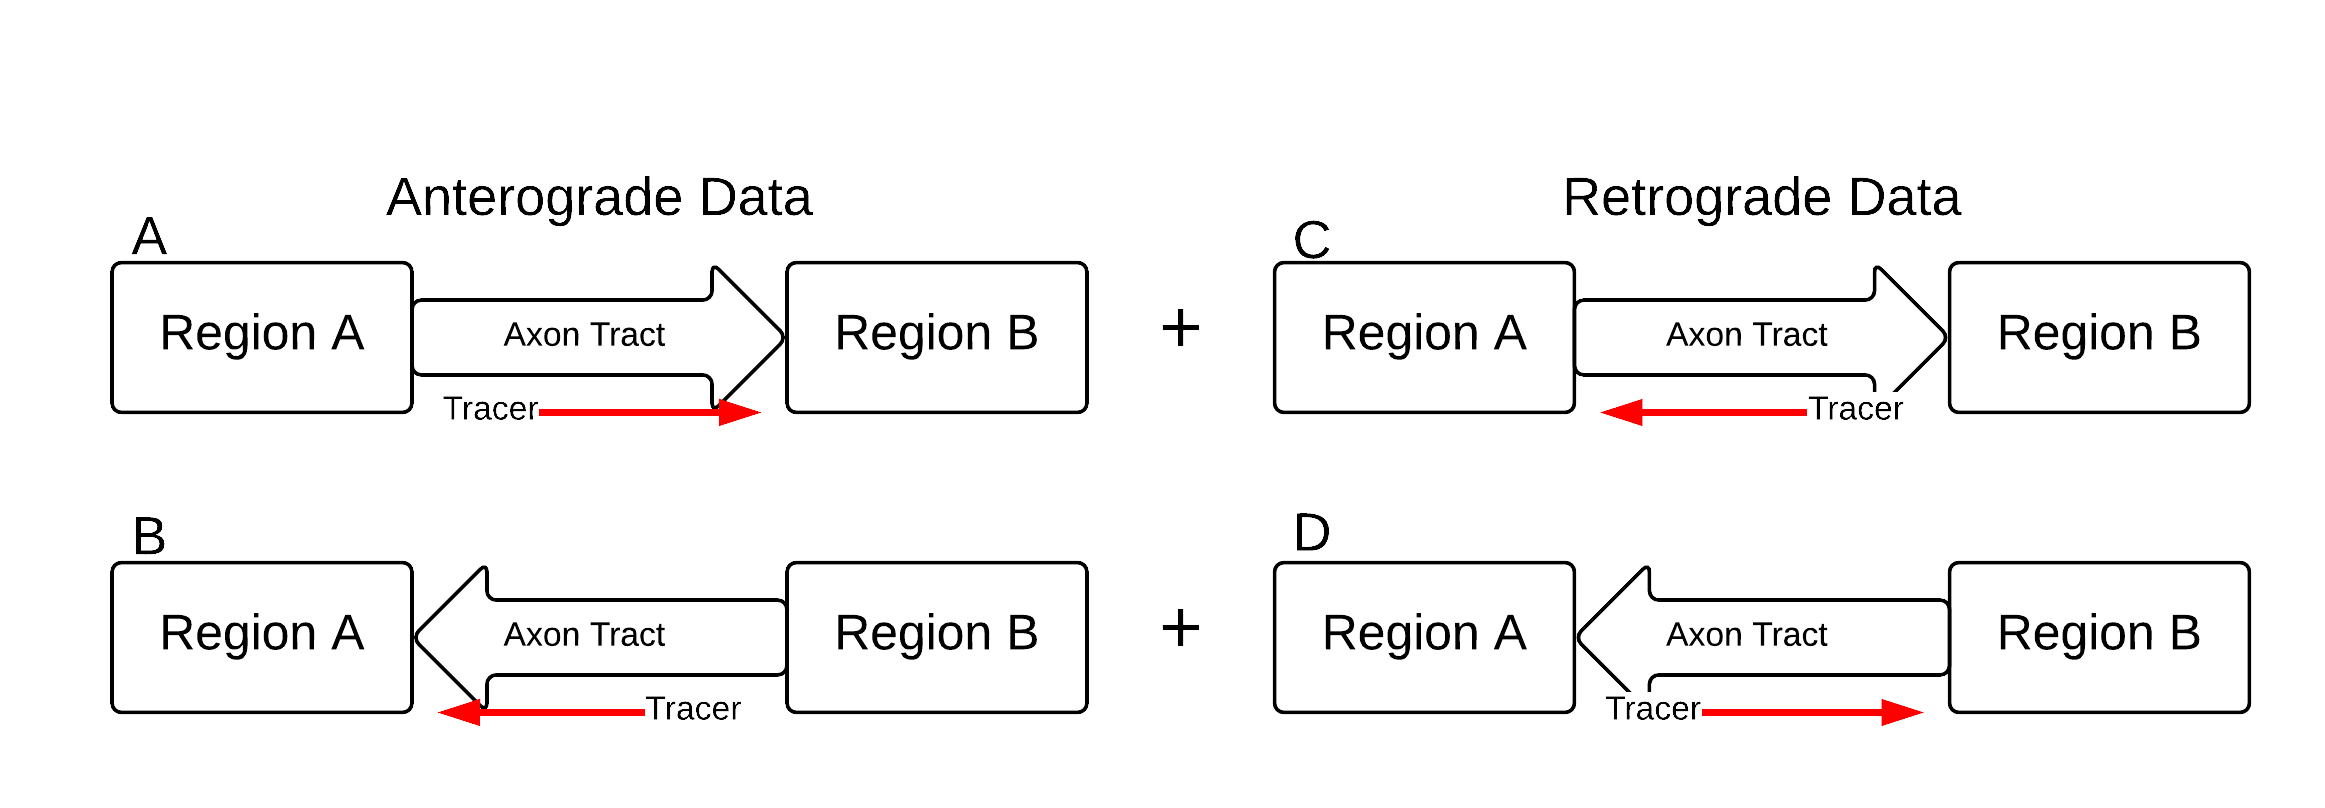 Anterograde Data
Retrograde Data
A
C
Region A
Axon Tract
Region B
+
Region A
Axon Tract
Region B
Tracer
Tracer
B
D
Region A
Axon Tract
Region B
+
Region A
Axon Tract
Region B
Tracer
Tracer